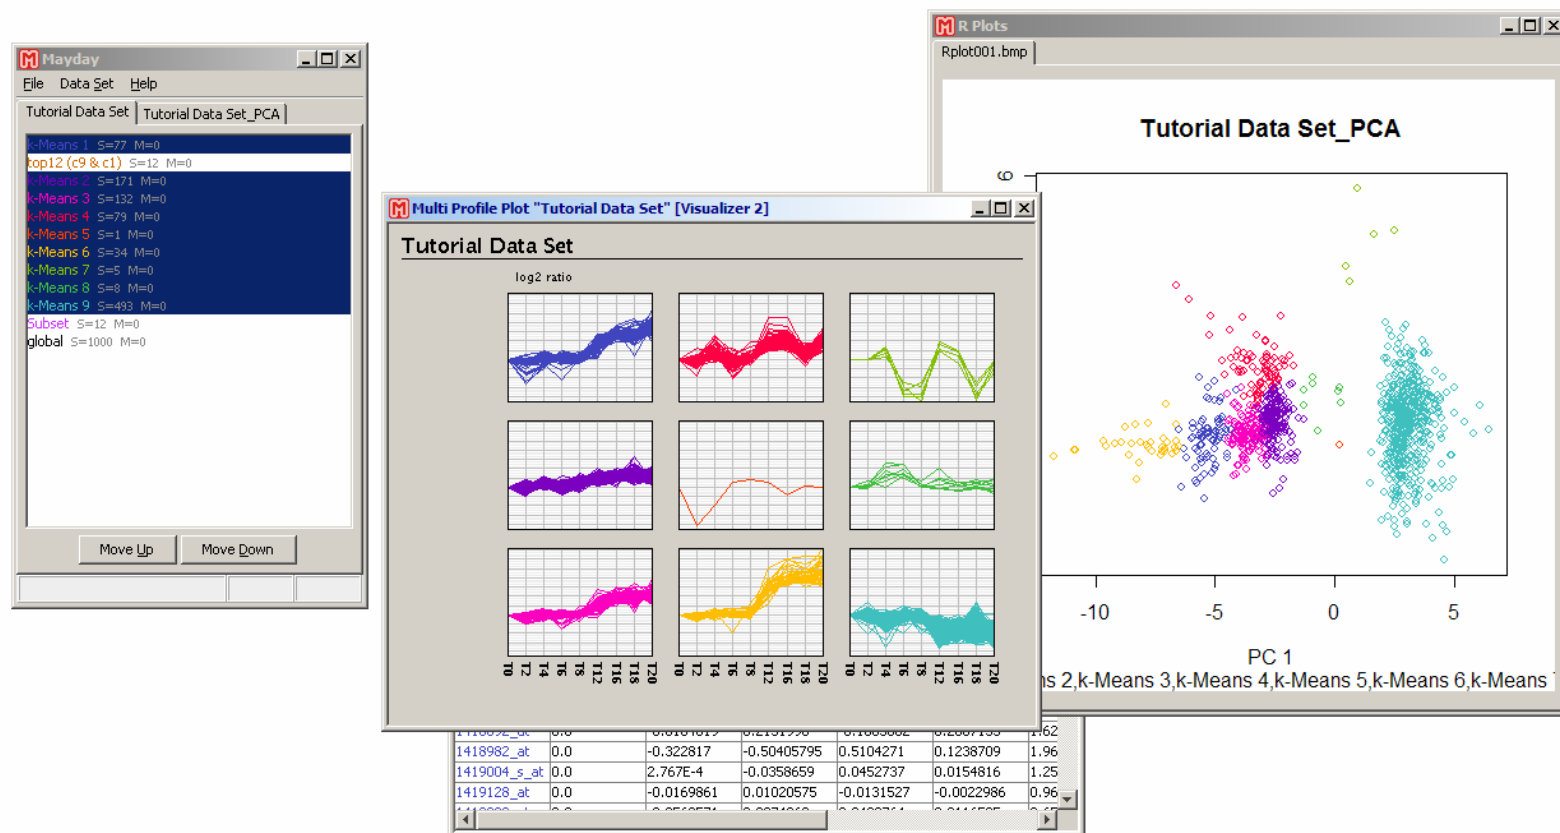 Mayday
File Data Set Help
Tutorial Data Set Tutorial Data Set_PCA
k-Means 1 S=77 M=0
top12 (c9 & c1) S=12 M=0
k-Means 2 S=171 M=0
k-Means 3 S=132 M=0
k-Means 4 S=79 M=0
k-Means 5 S=1 M=0
k-Means 6 S=34 M=0
k-Means 7 S=5 M=0
k-Means 8 S=8 M=0
k-Means 9 S=493 M=0
Subset S=12 M=0
global S=1000 M=0
Move Up Move Down
Multi Profile Plot "Tutorial Data Set" [Visualizer 2]
Tutorial Data Set
log2 ratio
T0 T2 T4 T6 T8 T12 T16 T18 T20 T0 T2 T4 T6 T8 T12 T16 T18 T20 T0 T2 T4 T6 T8 T12 T16 T18 T20
R Plots
Rplot001.bmp
Tutorial Data Set_PCA
6
-10 -5 0 5
PC 1
ns 2,k-Means 3,k-Means 4,k-Means 5,k-Means 6,k-Means
1418982_at 0.0 -0.322817 -0.50405795 0.5104271 0.1238709 1.96
1419004_s_at 0.0 2.767E-4 -0.0358659 0.0452737 0.0154816 1.25
1419128_at 0.0 -0.0169861 0.01020575 -0.0131527 -0.0022986 0.96